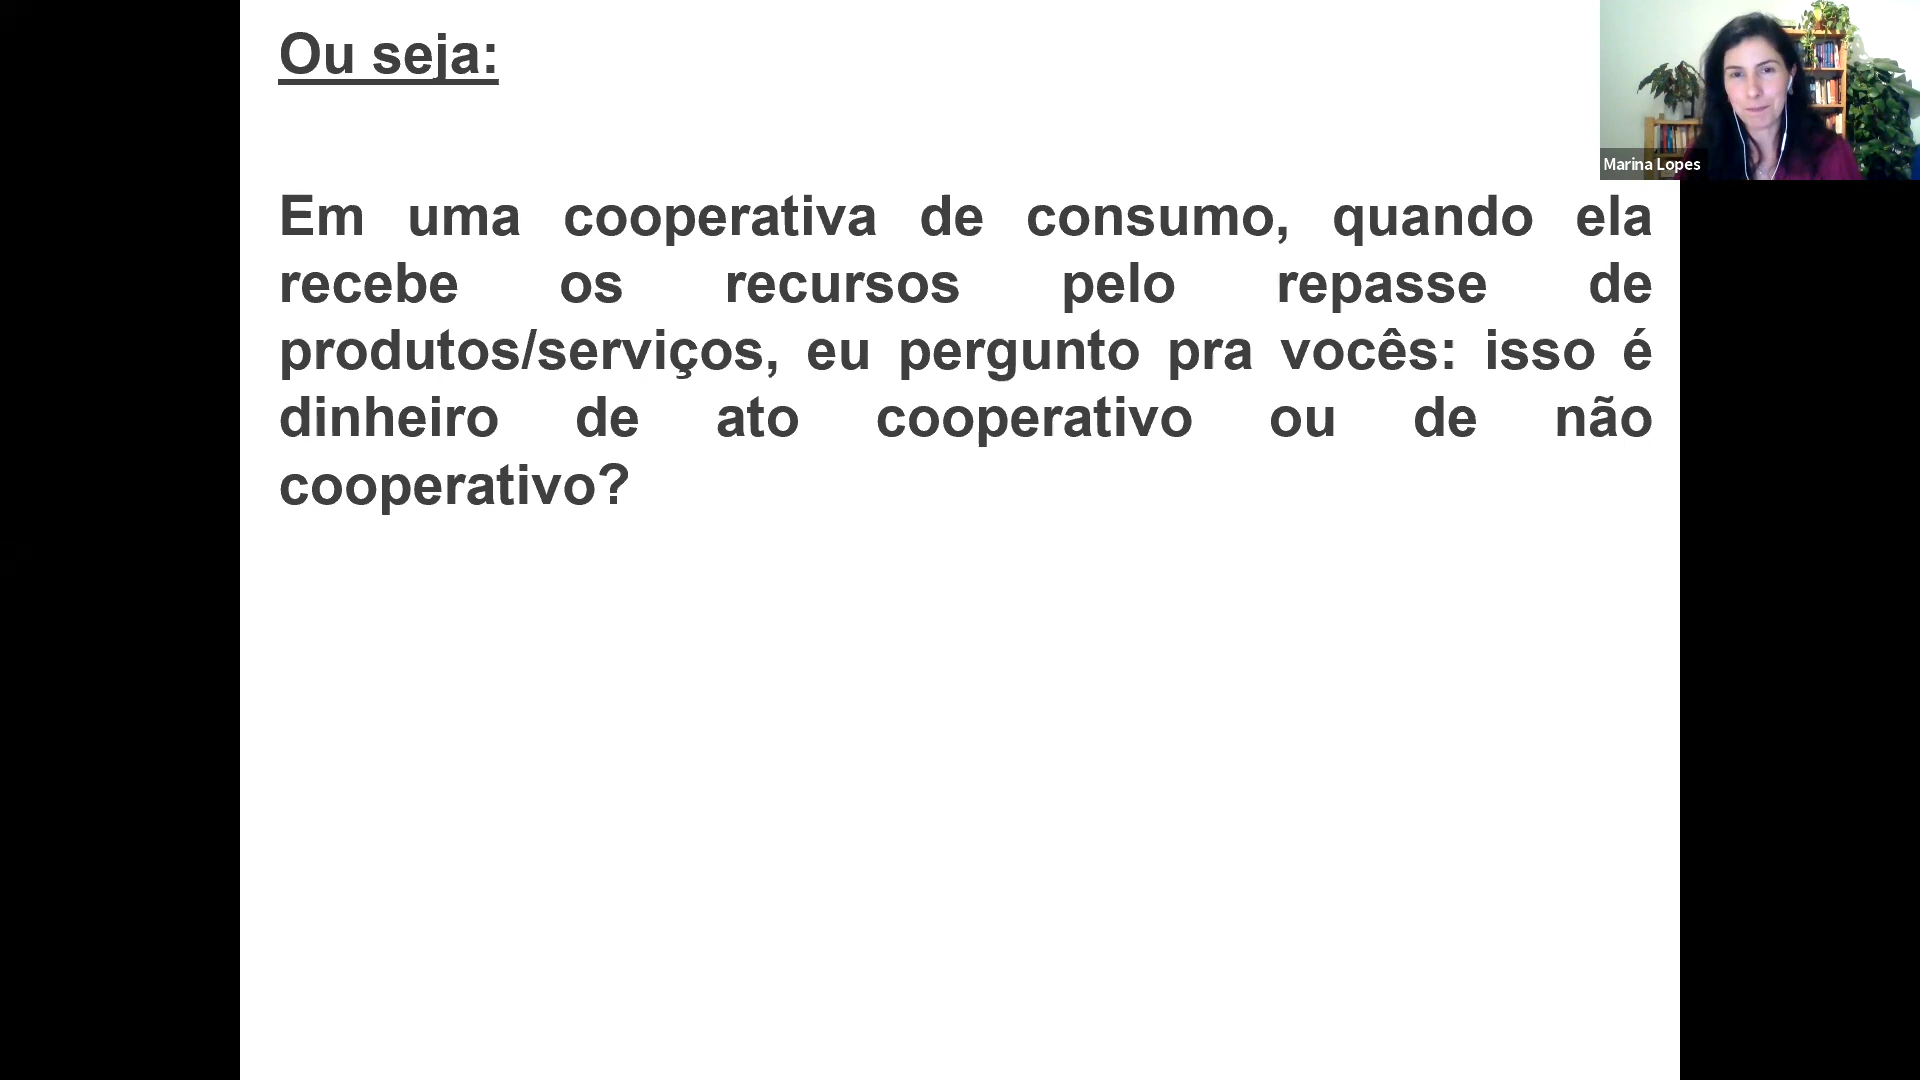 Ou seja:
Em uma cooperativa de consumo, quando ela
recebe os recursos pelo repasse de
produtos/serviços, eu pergunto pra vocês: isso é
dinheiro de ato cooperativo ou de não
cooperativo?
Marina Lopes